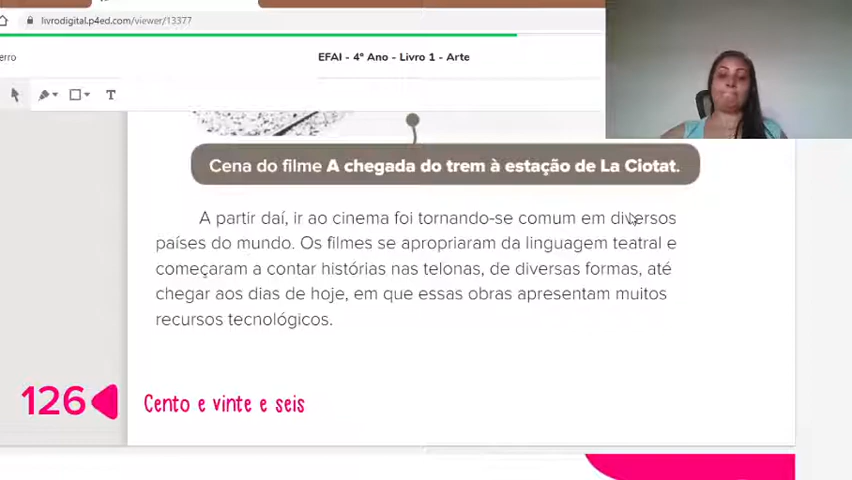 livrodigital.p4ed.com/viewer/13377
erro
EFAI - 4º Ano - Livro 1 - Arte
T
Cena do filme A chegada do trem à estação de La Ciotat.
A partir daí, ir ao cinema foi tornando-se comum em diversos
países do mundo. Os filmes se apropriaram da linguagem teatral e
começaram a contar histórias nas telonas, de diversas formas, até
chegar aos dias de hoje, em que essas obras apresentam muitos
recursos tecnológicos.
126
Cento e vinte e seis